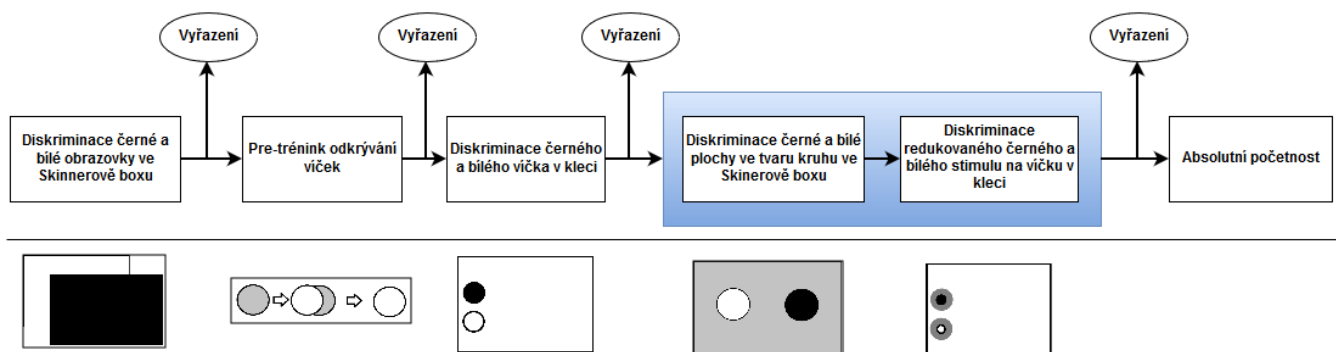 Vyřazení
Vyřazení
Vyřazení
Vyřazení
Diskriminace černé a
bílé obrazovky ve
Skinnerově boxu
Pre-trénink odkrývání
víček
Diskriminace černého
a bílého víčka v kleci
Diskriminace černé a bílé
plochy ve tvaru kruhu ve
Skinerově boxu
Diskriminace
redukovaného černého a
bílého stimulu na víčku v
kleci
Absolutní početnost